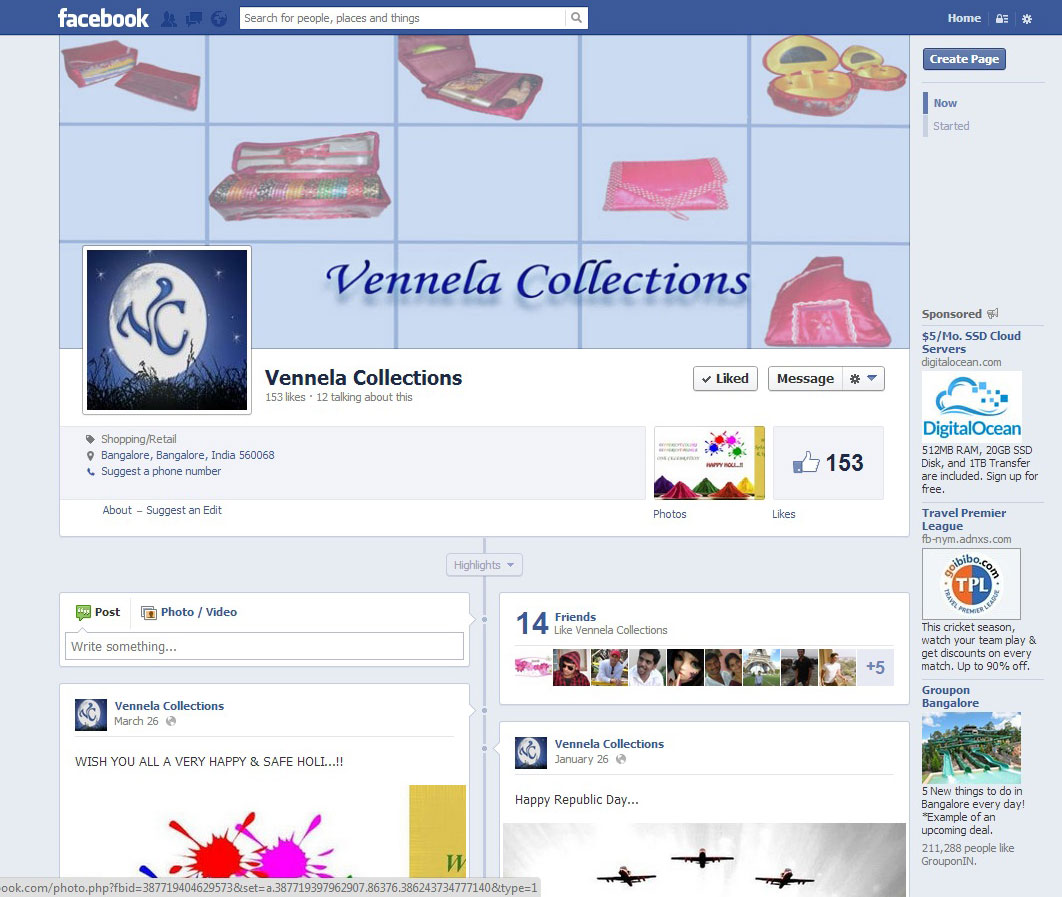 facebook
Search for people, places and things
Home
Create Page
Now
Started
Vennela Collections
VC
Vennela Collections
153 likes · 12 talking about this
Liked
Message
Shopping/Retail
Bangalore, Bangalore, India 560068
Suggest a phone number
About – Suggest an Edit
HAPPY HOLI..!!
Photos
153
Likes
Highlights
Post
Photo / Video
Write something...
14 Friends
Like Vennela Collections
+5
Vennela Collections
March 26
WISH YOU ALL A VERY HAPPY & SAFE HOLI...!!
W
Vennela Collections
January 26
Happy Republic Day...
book.com/photo.php?fbid=387719404629573&set=a.387719397962907.86376.386243734777140&type=1
Sponsored
$5/Mo. SSD Cloud
Servers
digitalocean.com
DigitalOcean
512MB RAM, 20GB SSD
Disk, and 1TB Transfer
are included. Sign up for
free.
Travel Premier
League
fb-nym.adnxs.com
goibibo.com
TPL
TRAVEL PREMIER LEAGUE
This cricket season,
watch your team play &
get discounts on every
match. Up to 90% off.
Groupon
Bangalore
5 New things to do in
Bangalore every day!
*Example of an
upcoming deal.
211,288 people like
GrouponIN.